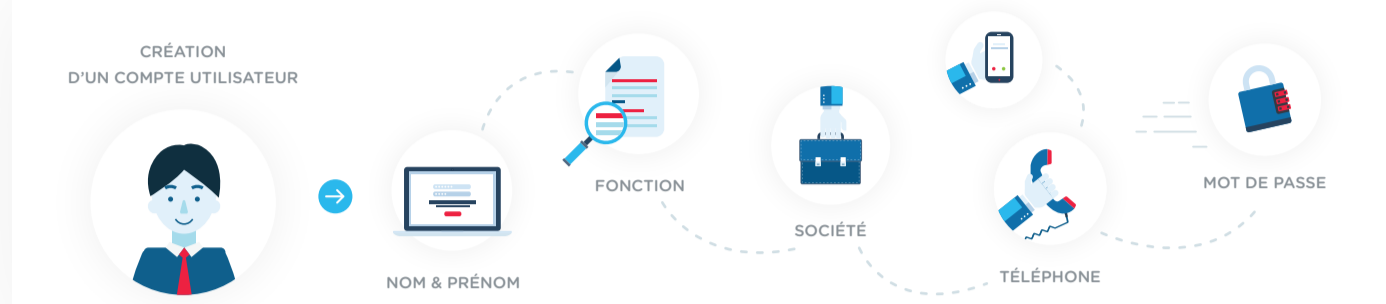 CRÉATION
D'UN COMPTE UTILISATEUR
NOM & PRÉNOM
FONCTION
SOCIÉTÉ
TÉLÉPHONE
MOT DE PASSE